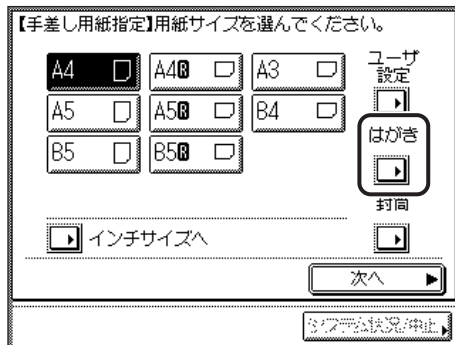 【手差し用紙指定】用紙サイズを選んでください。
A4 A4R A3 ユーザ設定
A5 A5R B4 はがき
B5 B5R
封筒
インチサイズへ
次へ
システム状況/中止